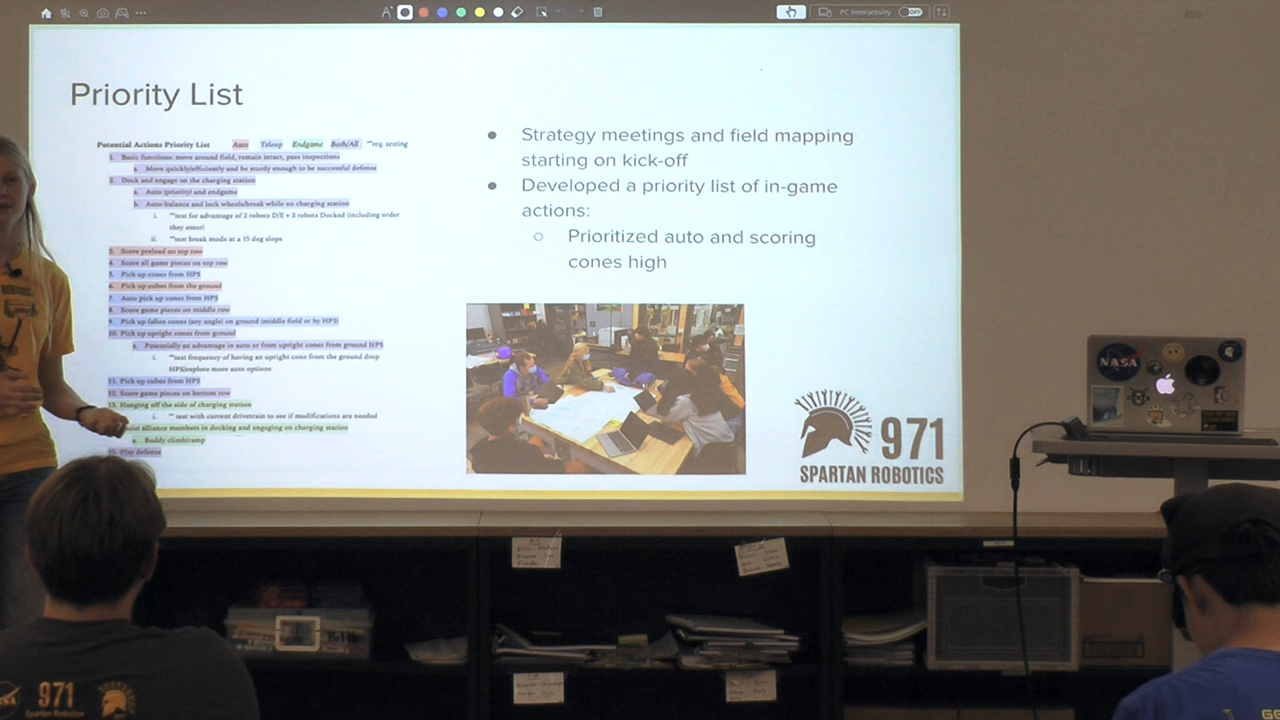 PC Interactivity OFF
Priority List
Potential Actions Priority List Auto Teleop Endgame Both/All **req. testing
1. Basic functions: move around field, remain intact, pass inspections
a. Move quickly/efficiently and be sturdy enough to be successful defense
2. Dock and engage on the charging station
a. Auto (priority) and endgame
b. Auto-balance and lock wheels/break while on charging station
i. **test for advantage of 2 robots D/E + 3 robots Docked (including order
they enter)
ii. **test break mode at a 15 deg slope
3. Score preload on top row
4. Score all game pieces on top row
5. Pick up cones from HPS
6. Pick up cubes from the ground
7. Auto pick up cones from HPS
8. Score game pieces on middle row
9. Pick up fallen cones (any angle) on ground (middle field or by HPS)
10. Pick up upright cones from ground
a. Potentially an advantage in auto or from upright cones from ground HPS
i. **test frequency of having an upright cone from the ground drop
HPS/explore more auto options
11. Pick up cubes from HPS
12. Score game pieces on bottom row
13. Hanging off the side of charging station
i. ** test with current drivetrain to see if modifications are needed
alliance members in docking and engaging on charging station
a. Buddy climb/ramp
15. Play defense
● Strategy meetings and field mapping
starting on kick-off
● Developed a priority list of in-game
actions:
○ Prioritized auto and scoring
cones high
971
SPARTAN ROBOTICS
NASA
971
Spartan Robotics